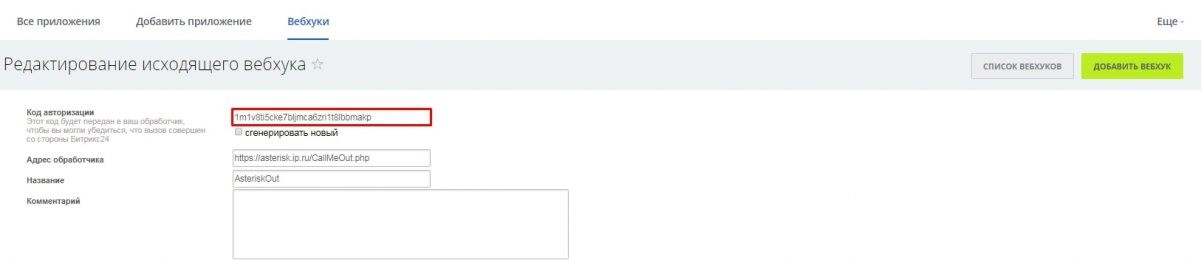 Все приложения Добавить приложение Вебхуки Еще
Редактирование исходящего вебхука
СПИСОК ВЕБХУКОВ ДОБАВИТЬ ВЕБХУК
Код авторизации
Этот код будет передан в ваш обработчик,
чтобы вы могли убедиться, что вызов совершен
со стороны Битрикс24
1m1v8ti5cke7bljmca6zri1t8lbbmakp
сгенерировать новый
Адрес обработчика https://asterisk.ip.ru/CallMeOut.php
Название AsteriskOut
Комментарий